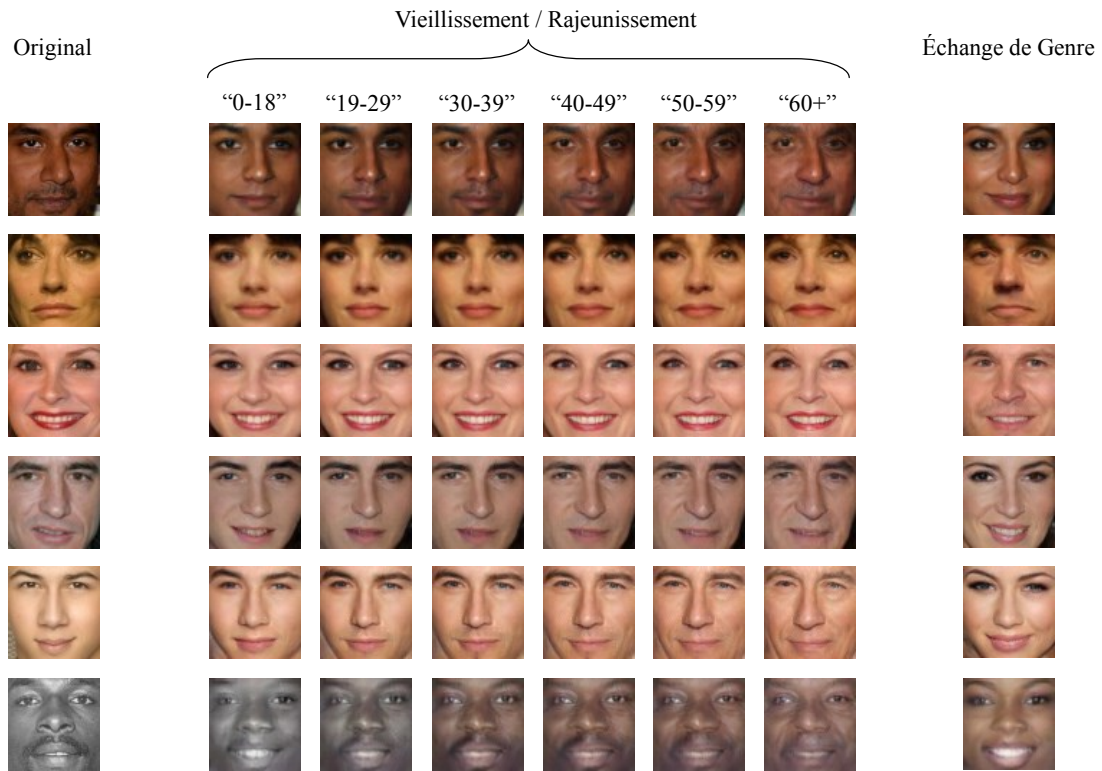 Vieillissement / Rajeunissement
Original
Échange de Genre
“0-18” “19-29” “30-39” “40-49” “50-59” “60+”